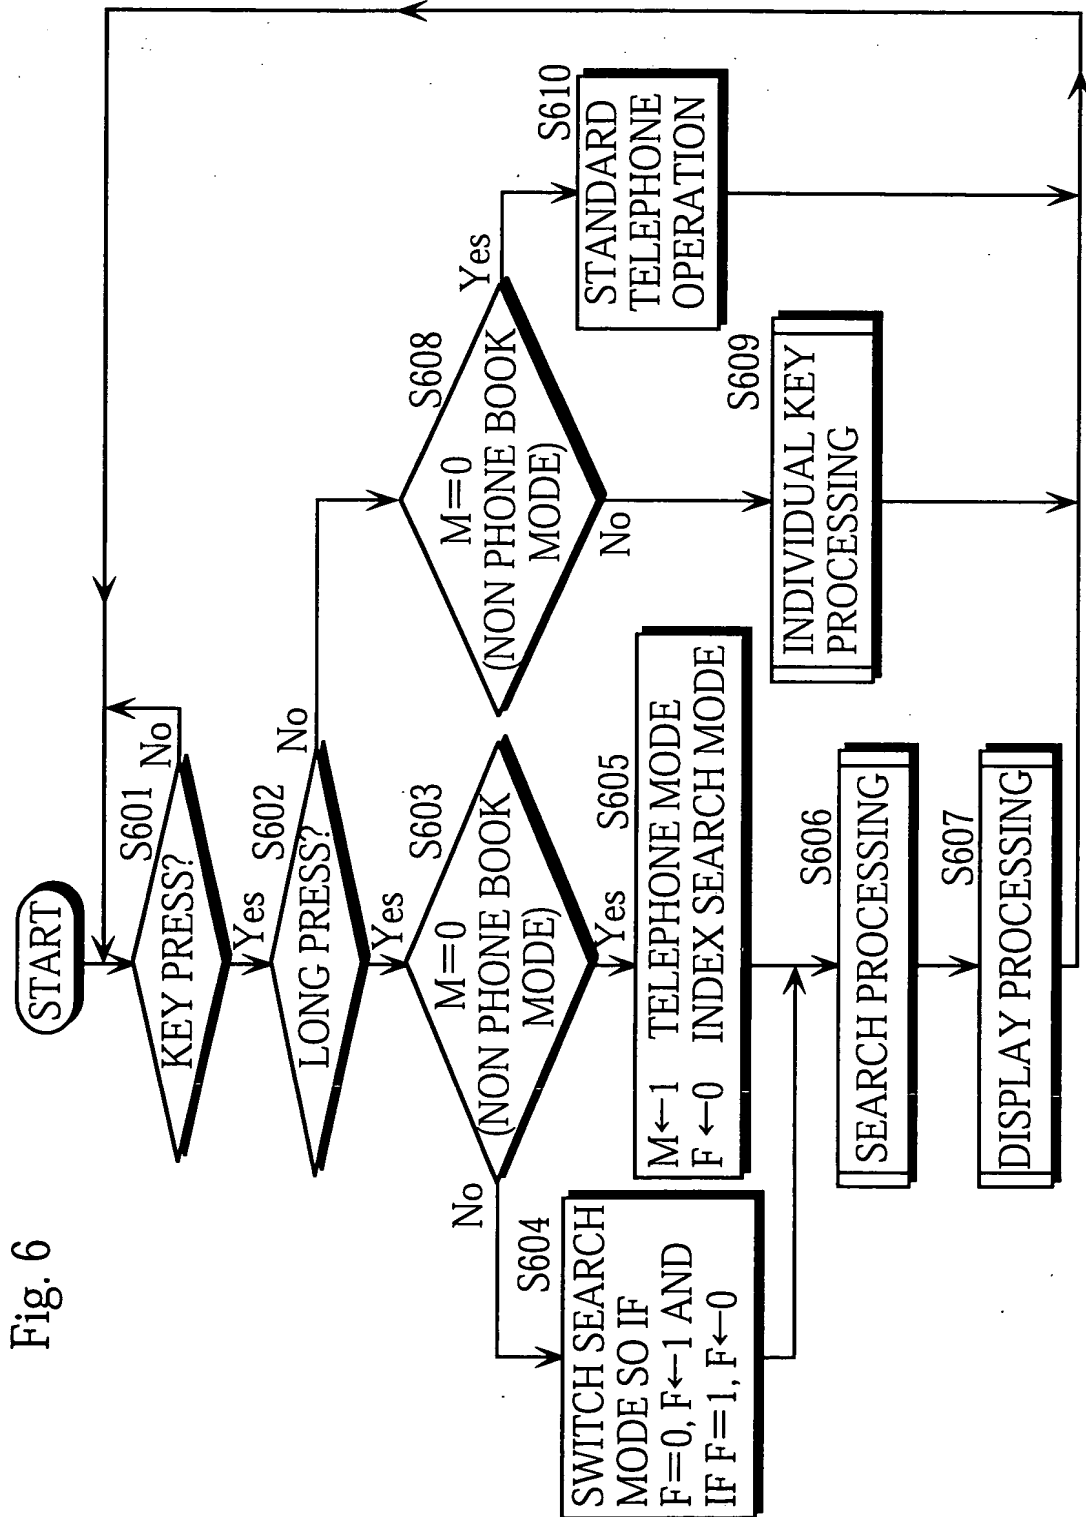 Fig. 6
START
S601
KEY PRESS?
No
Yes
S602
LONG PRESS?
No
Yes
S603
M=0
(NON PHONE BOOK
MODE)
No
Yes
S604
SWITCH SEARCH
MODE SO IF
F=0, F←1 AND
IF F=1, F←0
S605
M←1 TELEPHONE MODE
F←0 INDEX SEARCH MODE
S606
SEARCH PROCESSING
S607
DISPLAY PROCESSING
S608
M=0
(NON PHONE BOOK
MODE)
Yes
No
S609
INDIVIDUAL KEY
PROCESSING
S610
STANDARD
TELEPHONE
OPERATION